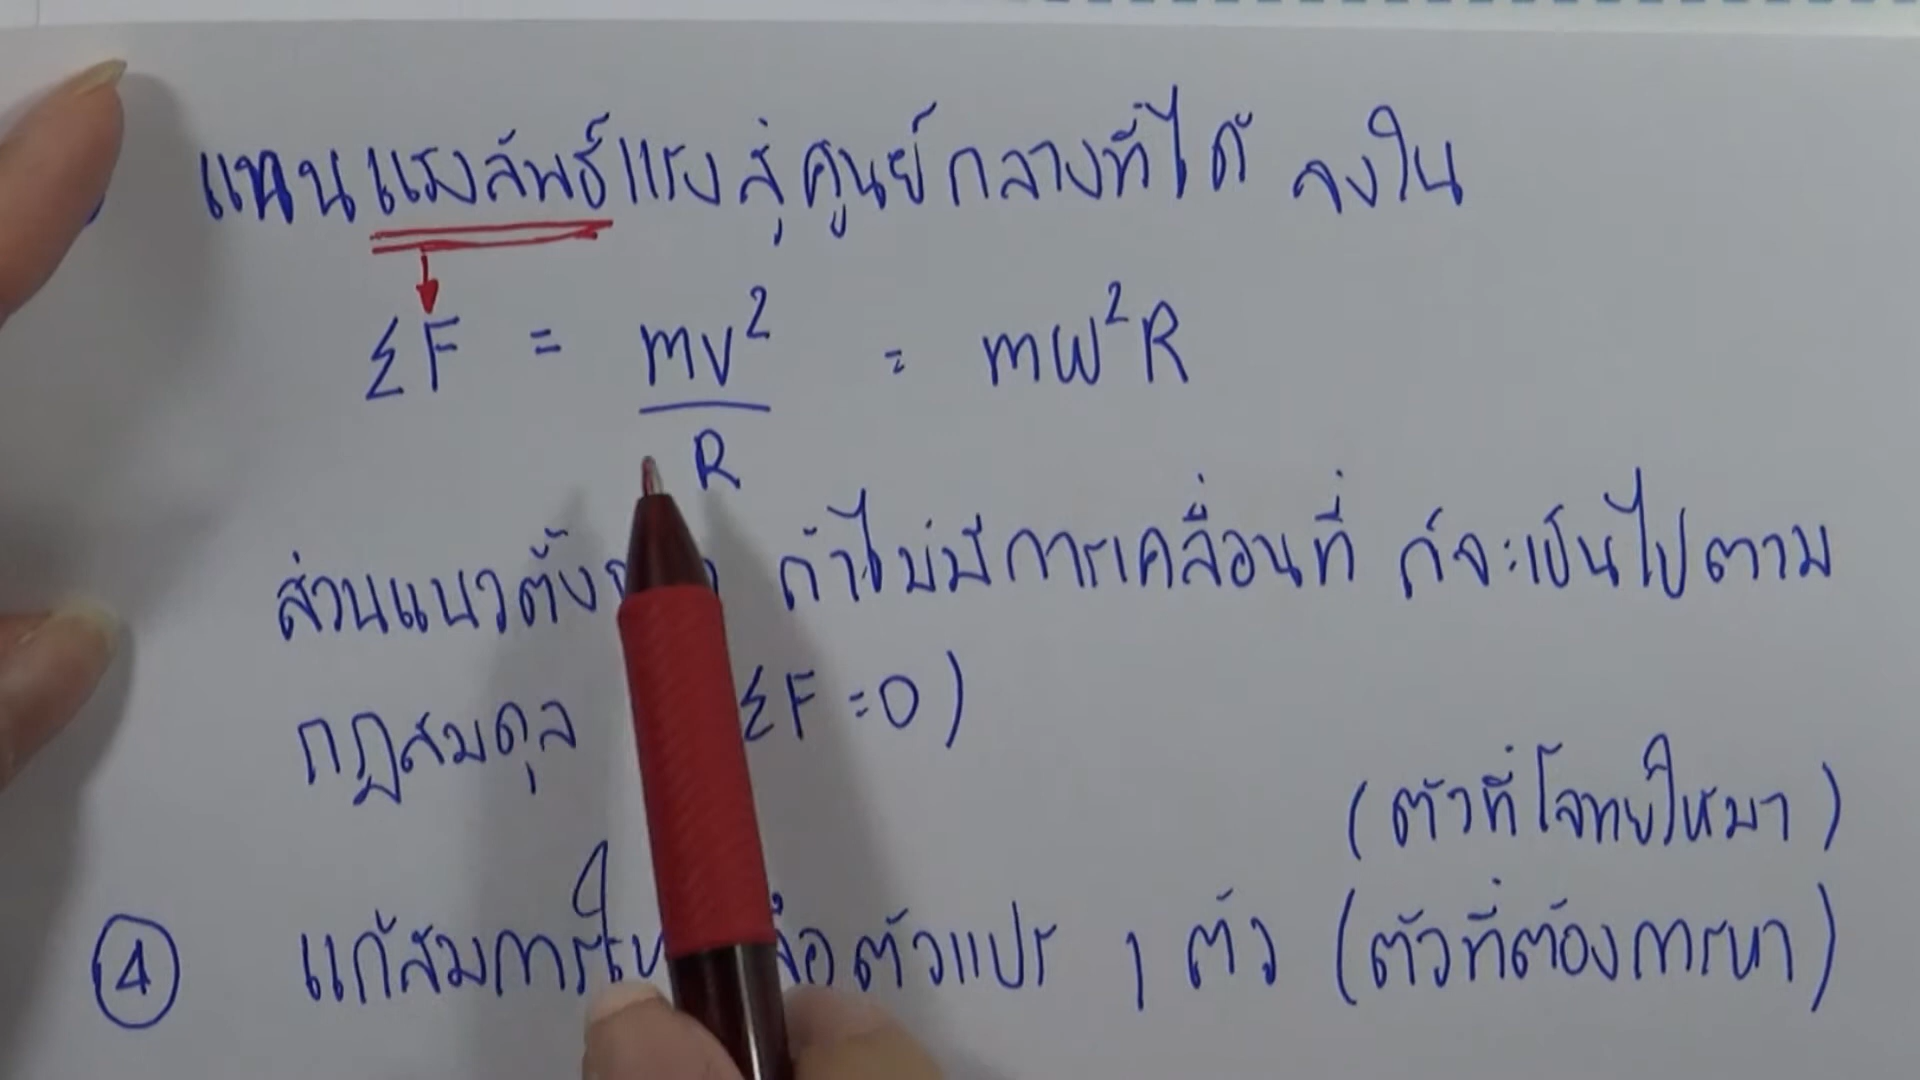 แทนแรงลัพธ์แรงสู่ศูนย์กลางที่ได้ ลงใน
ΣF = mv²/R = mω²R
ส่วนแนวตั้ง ถ้าไม่มีการเคลื่อนที่ ก็จะเป็นไปตาม
กฎสมดุล ΣF = 0)
(ตัวที่โจทย์ให้มา)
④ แก้สมการ ตัวแปร 1 ตัว (ตัวที่ต้องการหา)